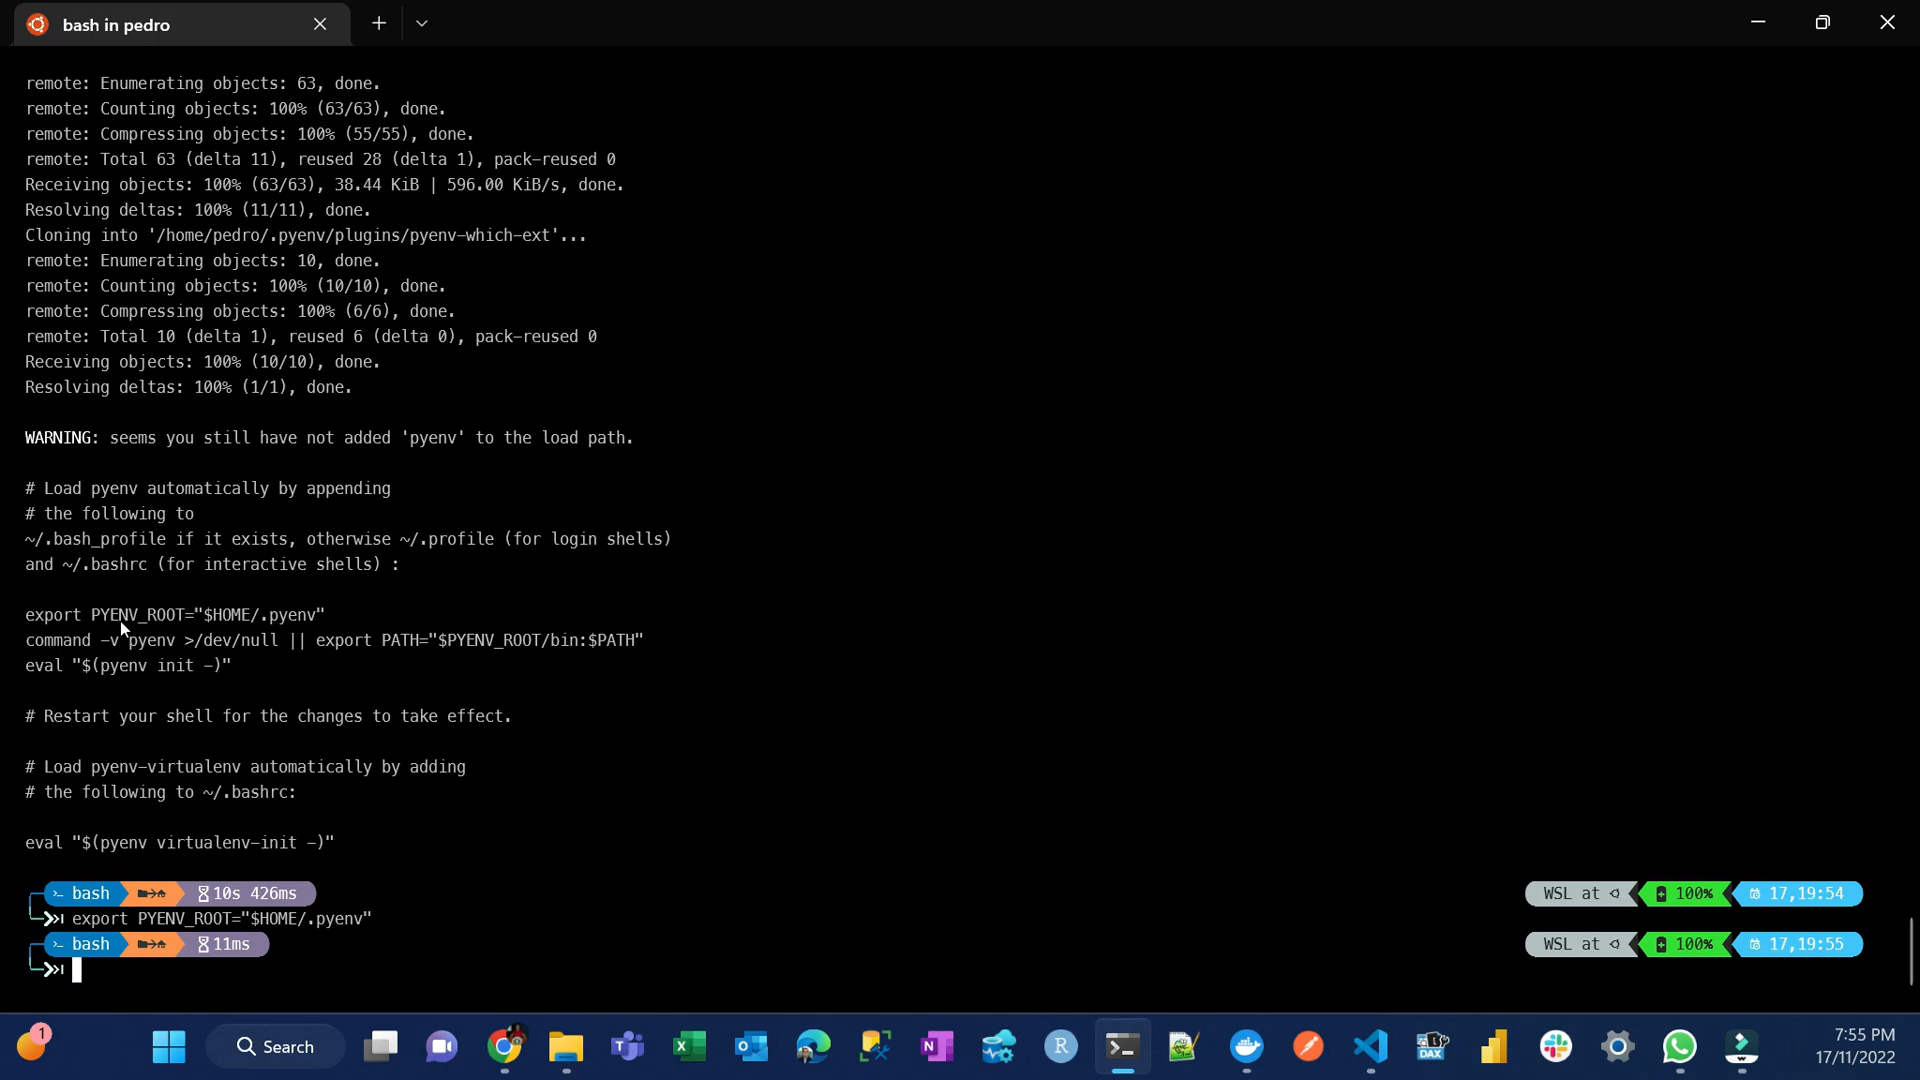 bash in pedro
remote: Enumerating objects: 63, done.
remote: Counting objects: 100% (63/63), done.
remote: Compressing objects: 100% (55/55), done.
remote: Total 63 (delta 11), reused 28 (delta 1), pack-reused 0
Receiving objects: 100% (63/63), 38.44 KiB | 596.00 KiB/s, done.
Resolving deltas: 100% (11/11), done.
Cloning into '/home/pedro/.pyenv/plugins/pyenv-which-ext'...
remote: Enumerating objects: 10, done.
remote: Counting objects: 100% (10/10), done.
remote: Compressing objects: 100% (6/6), done.
remote: Total 10 (delta 1), reused 6 (delta 0), pack-reused 0
Receiving objects: 100% (10/10), done.
Resolving deltas: 100% (1/1), done.
WARNING: seems you still have not added 'pyenv' to the load path.
# Load pyenv automatically by appending
# the following to
~/.bash_profile if it exists, otherwise ~/.profile (for login shells)
and ~/.bashrc (for interactive shells) :
export PYENV_ROOT="$HOME/.pyenv"
command -v pyenv >/dev/null || export PATH="$PYENV_ROOT/bin:$PATH"
eval "$(pyenv init -)"
# Restart your shell for the changes to take effect.
# Load pyenv-virtualenv automatically by adding
# the following to ~/.bashrc:
eval "$(pyenv virtualenv-init -)"
bash 10s 426ms WSL at 100% 17,19:54
export PYENV_ROOT="$HOME/.pyenv"
bash 11ms WSL at 100% 17,19:55
1 Search T X N R DAX 7:55 PM
17/11/2022